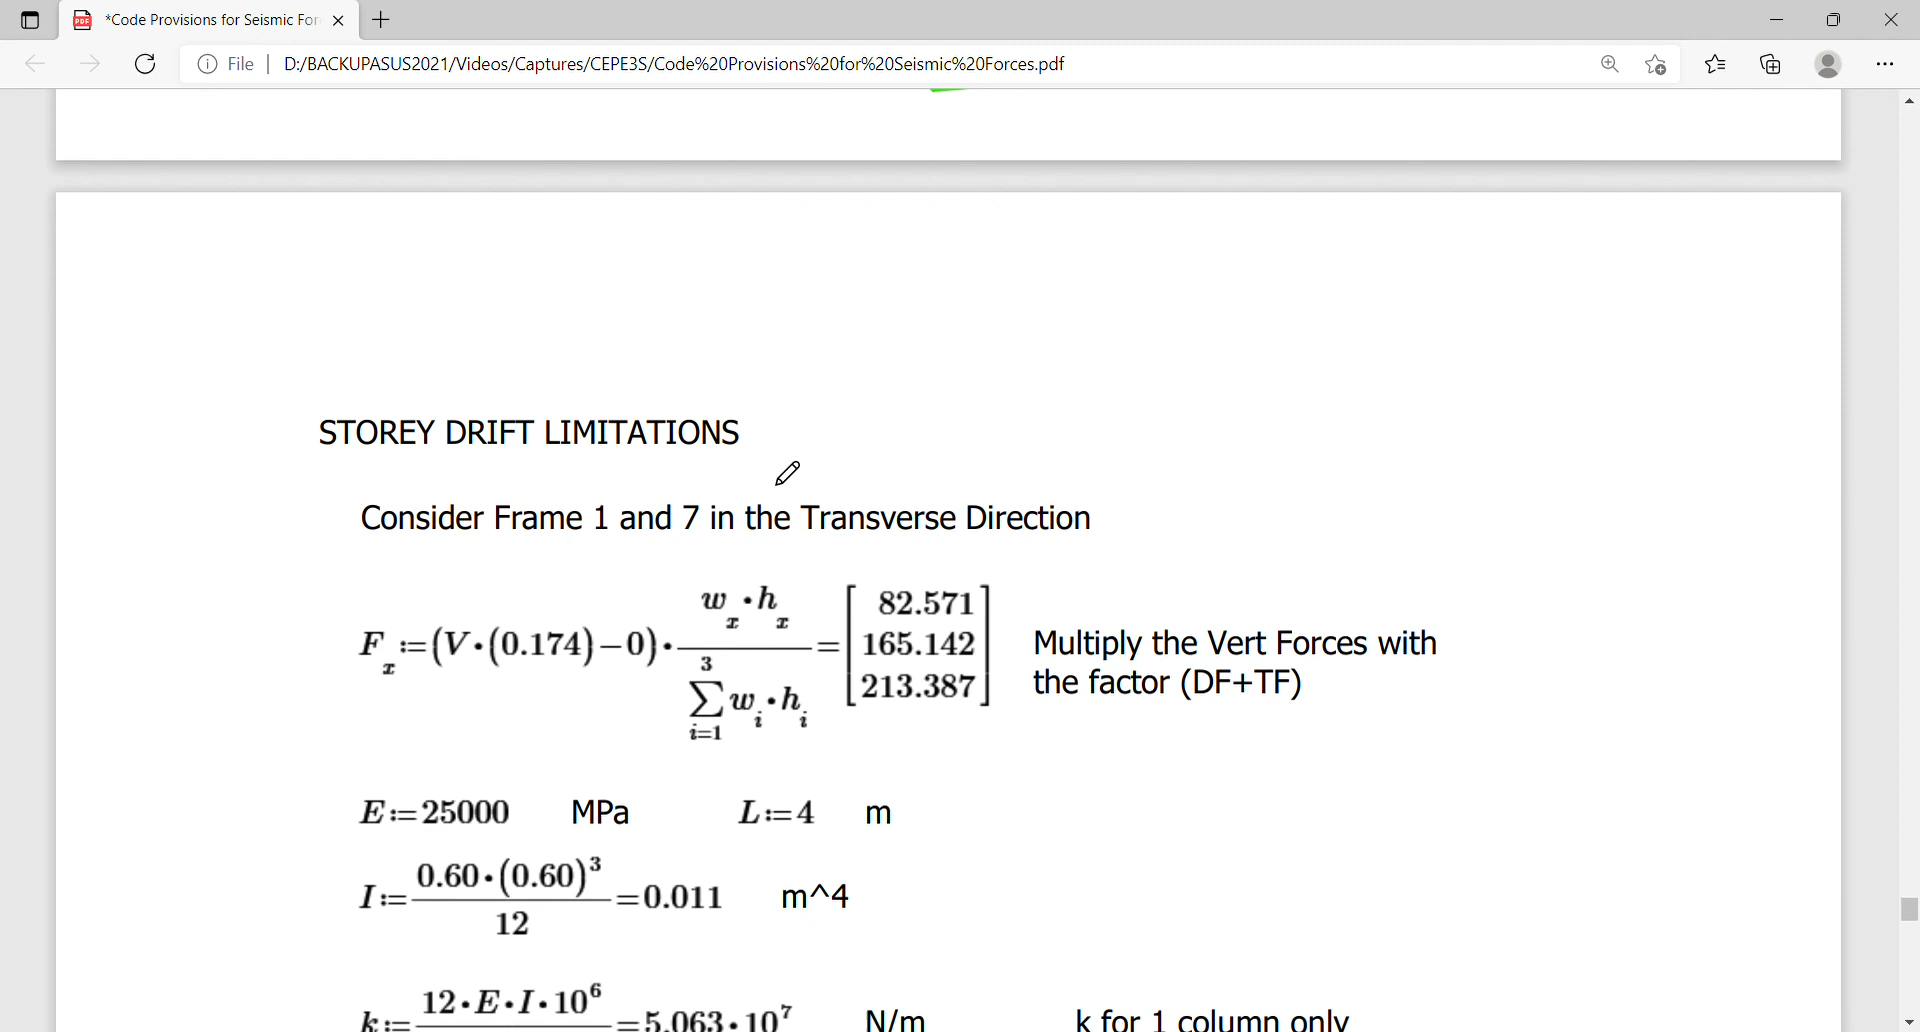 *Code Provisions for Seismic For
File | D:/BACKUPASUS2021/Videos/Captures/CEPE3S/Code%20Provisions%20for%20Seismic%20Forces.pdf
STOREY DRIFT LIMITATIONS
Consider Frame 1 and 7 in the Transverse Direction
F_x := (V·(0.174)−0)· (w_x·h_x) / (∑_{i=1}^{3} w_i·h_i) = [82.571 165.142 213.387]
Multiply the Vert Forces with
the factor (DF+TF)
E:=25000 MPa L:=4 m
I:= 0.60·(0.60)^3 / 12 =0.011 m^4
k:= 12·E·I·10^6 =5.063·10^7 N/m k for 1 column only